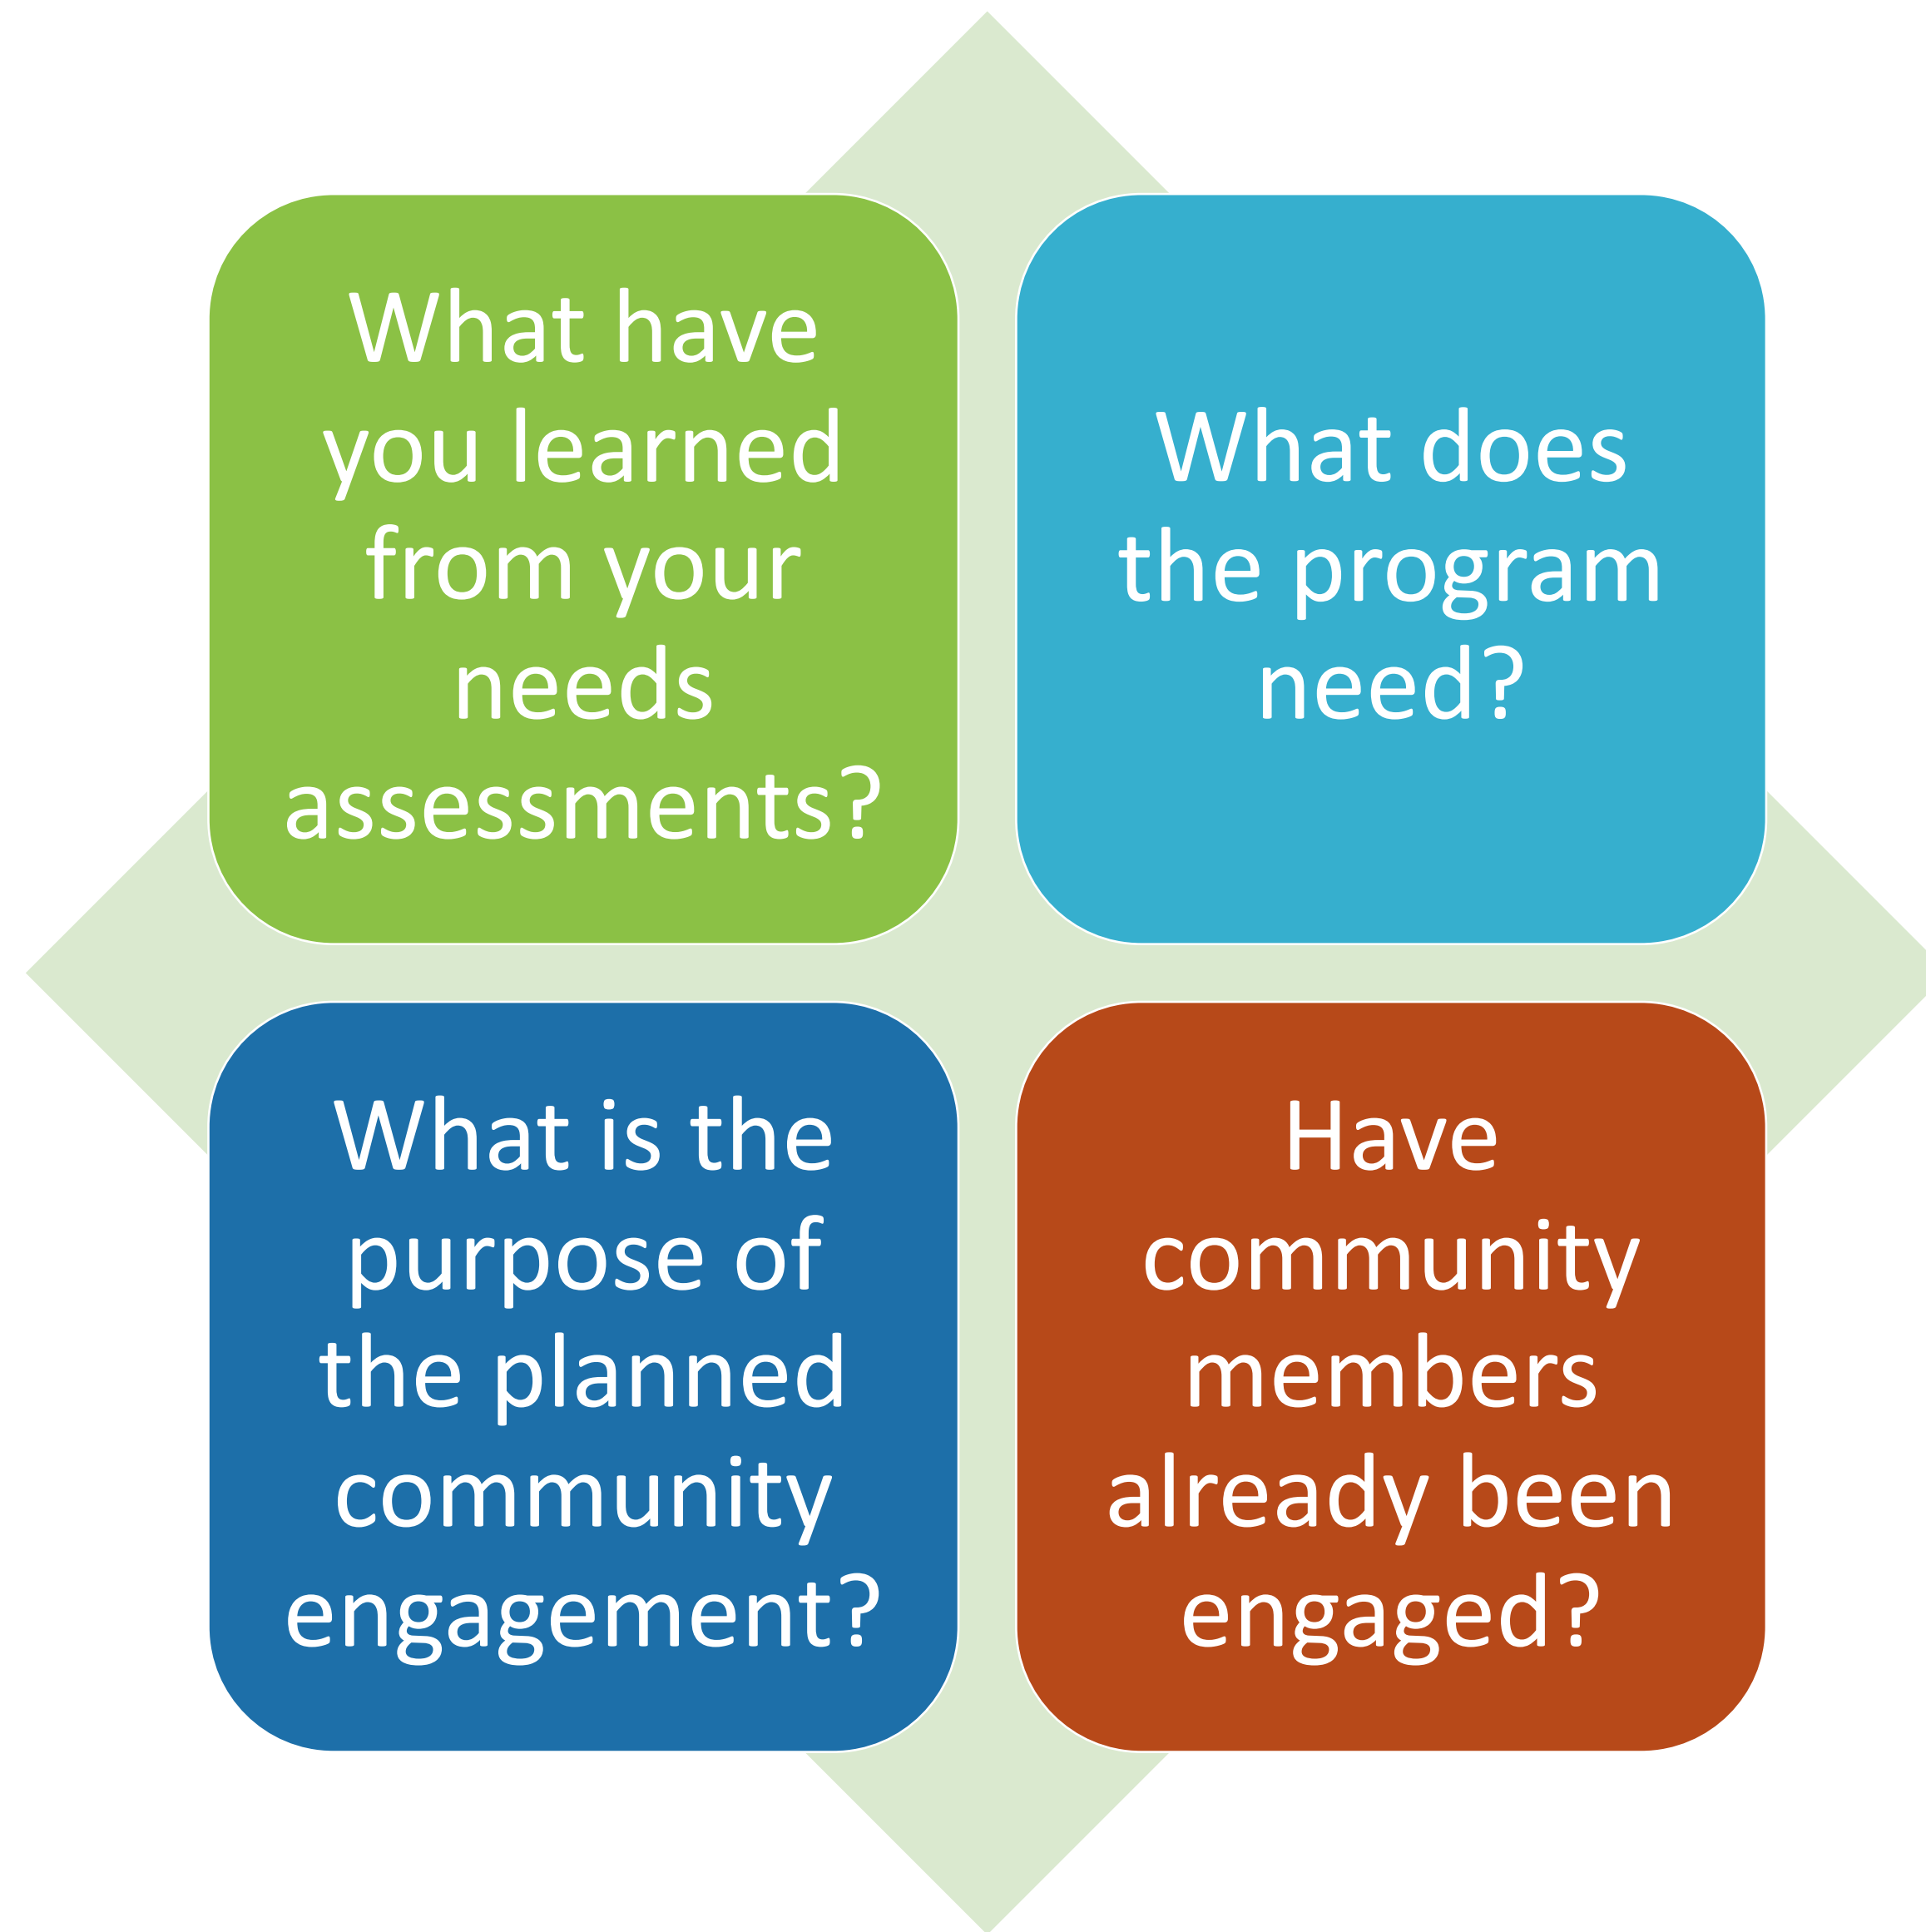 What have
you learned
from your
needs
assessments?
What does
the program
need?
What is the
purpose of
the planned
community
engagement?
Have
community
members
already been
engaged?